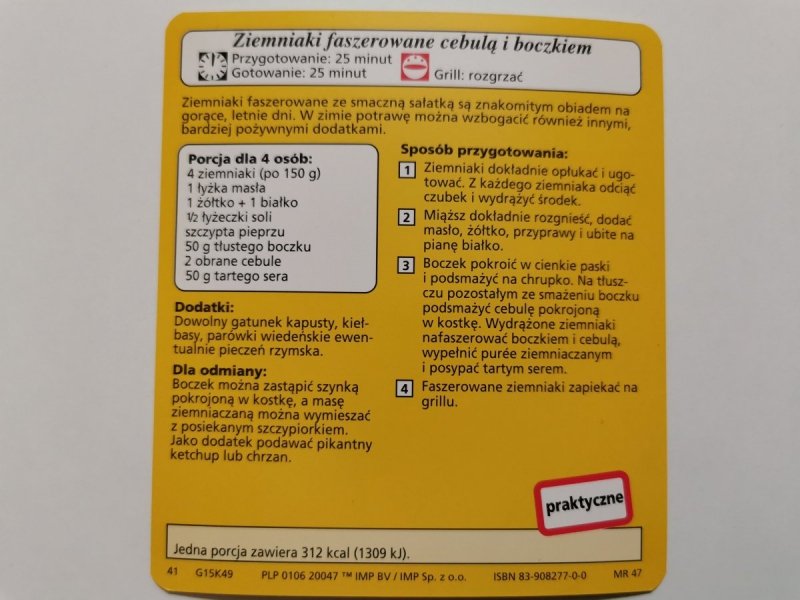 Ziemniaki faszerowane cebulą i boczkiem
Przygotowanie: 25 minut
Gotowanie: 25 minut
Grill: rozgrzać
Ziemniaki faszerowane ze smaczną sałatką są znakomitym obiadem na
gorące, letnie dni. W zimie potrawę można wzbogacić również innymi,
bardziej pożywnymi dodatkami.
Porcja dla 4 osób:
4 ziemniaki (po 150 g)
1 łyżka masła
1 żółtko + 1 białko
½ łyżeczki soli
szczypta pieprzu
50 g tłustego boczku
2 obrane cebule
50 g tartego sera
Dodatki:
Dowolny gatunek kapusty, kieł-
basy, parówki wiedeńskie ewen-
tualnie pieczeń rzymska.
Dla odmiany:
Boczek można zastąpić szynką
pokrojoną w kostkę, a masę
ziemniaczaną można wymieszać
z posiekanym szczypiorkiem.
Jako dodatek podawać pikantny
ketchup lub chrzan.
Sposób przygotowania:
1 Ziemniaki dokładnie opłukać i ugo-
tować. Z każdego ziemniaka odciąć
czubek i wydrążyć środek.
2 Miąższ dokładnie rozgnieść, dodać
masło, żółtko, przyprawy i ubite na
pianę białko.
3 Boczek pokroić w cienkie paski
i podsmażyć na chrupko. Na tłusz-
czu pozostałym ze smażenia boczku
podsmażyć cebulę pokrojoną
w kostkę. Wydrążone ziemniaki
nafaszerować boczkiem i cebulą,
wypełnić purée ziemniaczanym
i posypać tartym serem.
4 Faszerowane ziemniaki zapiekać na
grillu.
praktyczne
Jedna porcja zawiera 312 kcal (1309 kJ).
41 G15K49 PLP 0106 20047 ™ IMP BV / IMP Sp. z o.o. ISBN 83-908277-0-0 MR 47